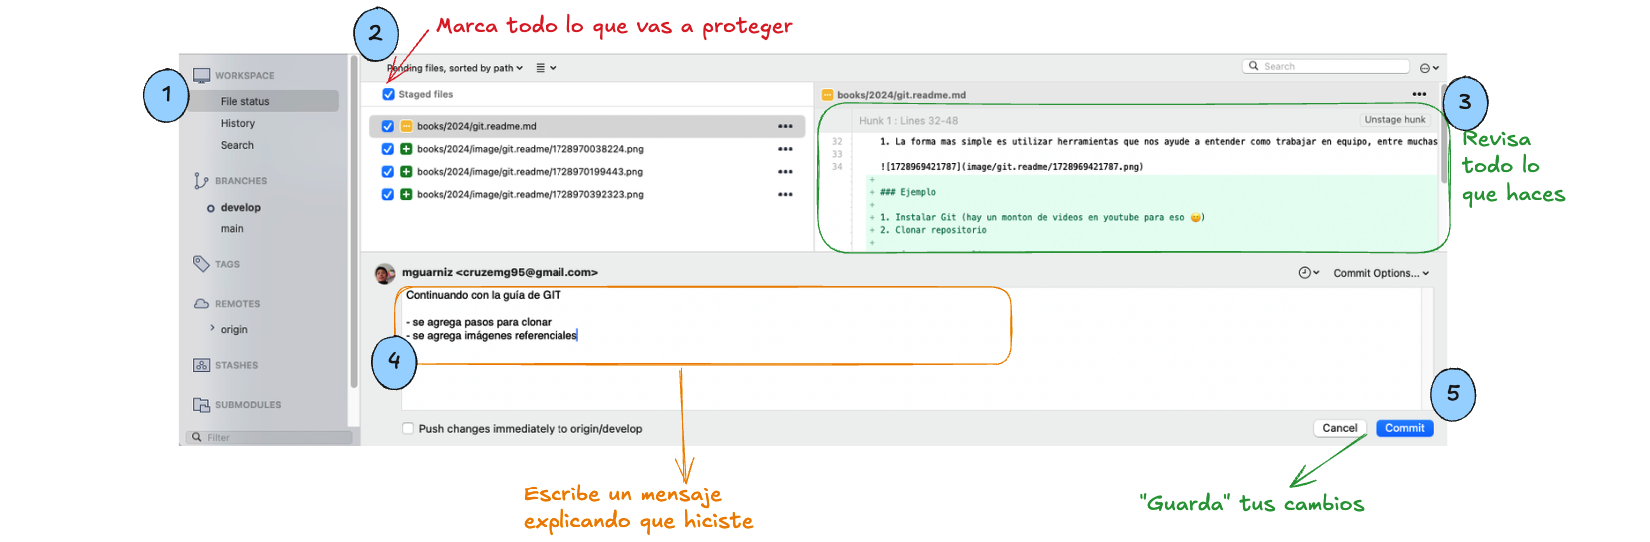 2
Marca todo lo que vas a proteger
1
WORKSPACE
File status
History
Search
BRANCHES
develop
main
TAGS
REMOTES
origin
STASHES
SUBMODULES
Filter
Pending files, sorted by path
Search
Staged files
books/2024/git.readme.md
books/2024/image/git.readme/1728970038224.png
books/2024/image/git.readme/1728970199443.png
books/2024/image/git.readme/1728970392323.png
books/2024/git.readme.md
Hunk 1 : Lines 32-48
Unstage hunk
32 1. La forma mas simple es utilizar herramientas que nos ayude a entender como trabajar en equipo, entre muchas
33
34 ![1728969421787](image/git.readme/1728969421787.png)
+
+ ### Ejemplo
+
+ 1. Instalar Git (hay un monton de videos en youtube para eso 😊)
+ 2. Clonar repositorio
+
3
Revisa
todo lo
que haces
mguarniz <cruzemg95@gmail.com>
Commit Options...
Continuando con la guía de GIT
- se agrega pasos para clonar
- se agrega imágenes referenciales
4
Push changes immediately to origin/develop
Cancel
Commit
5
Escribe un mensaje
explicando que hiciste
"Guarda" tus cambios